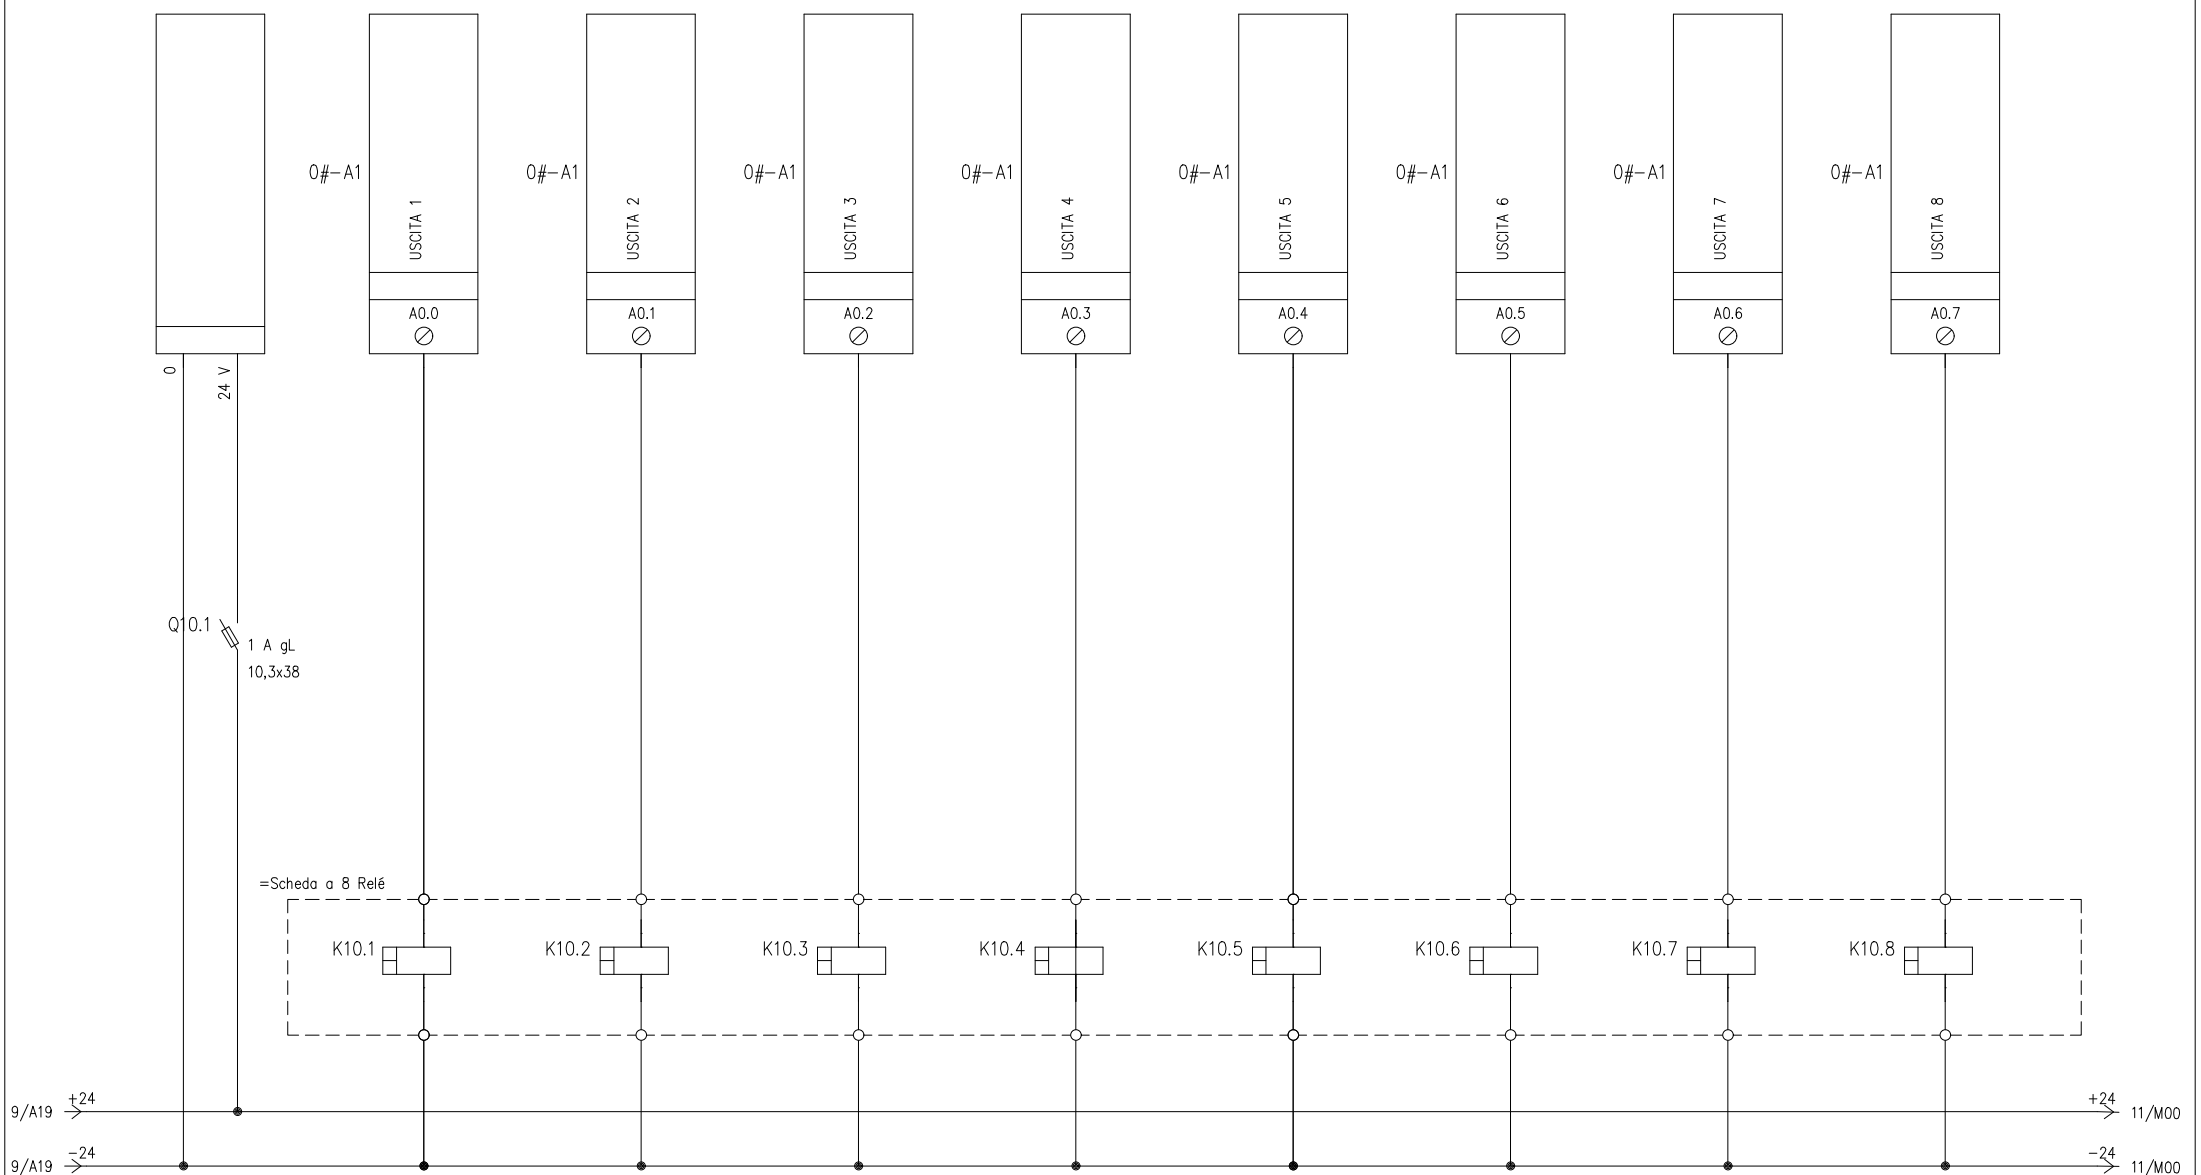 0#-A1
0#-A1
0#-A1
0#-A1
0#-A1
0#-A1
0#-A1
0#-A1
USCITA 1
USCITA 2
USCITA 3
USCITA 4
USCITA 5
USCITA 6
USCITA 7
USCITA 8
A0.0
A0.1
A0.2
A0.3
A0.4
A0.5
A0.6
A0.7
0
24 V
Q10.1
1 A gL
10,3x38
=Scheda a 8 Relé
K10.1
K10.2
K10.3
K10.4
K10.5
K10.6
K10.7
K10.8
9/A19
+24
+24
11/M00
9/A19
-24
-24
11/M00